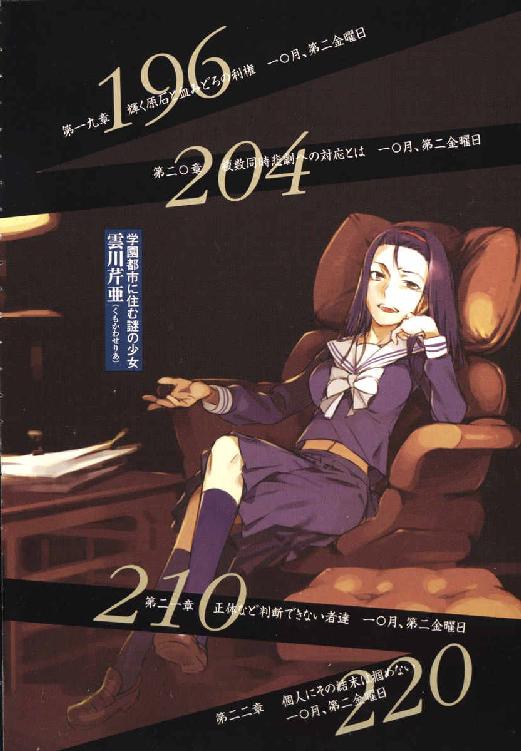 196
第一九章 輝く原石と血みどろの利権 一〇月、第二金曜日
204
第二〇章 複数同時悲劇への対応とは 一〇月、第二金曜日
学園都市に住む謎の少女
雲川芹亜
(くもかわせりあ)
210
第二一章 正体など判断できない者達 一〇月、第二金曜日
220
第二二章 個人にその結末は掴めない
一〇月、第二金曜日